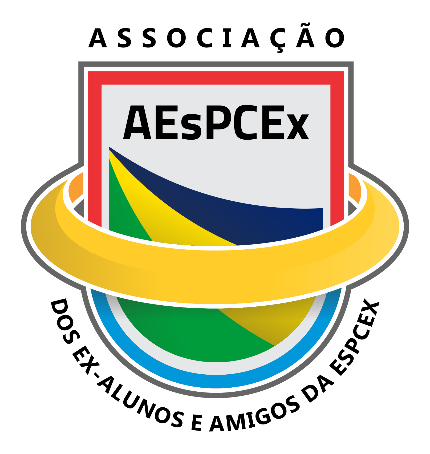 ASSOCIAÇÃO
AEsPCEx
DOS EX-ALUNOS E AMIGOS DA ESPCEX